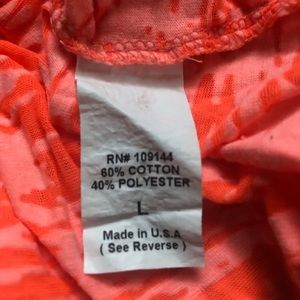 RN# 109144
60% COTTON
40% POLYESTER
L
Made in U.S.A
( See Reverse )